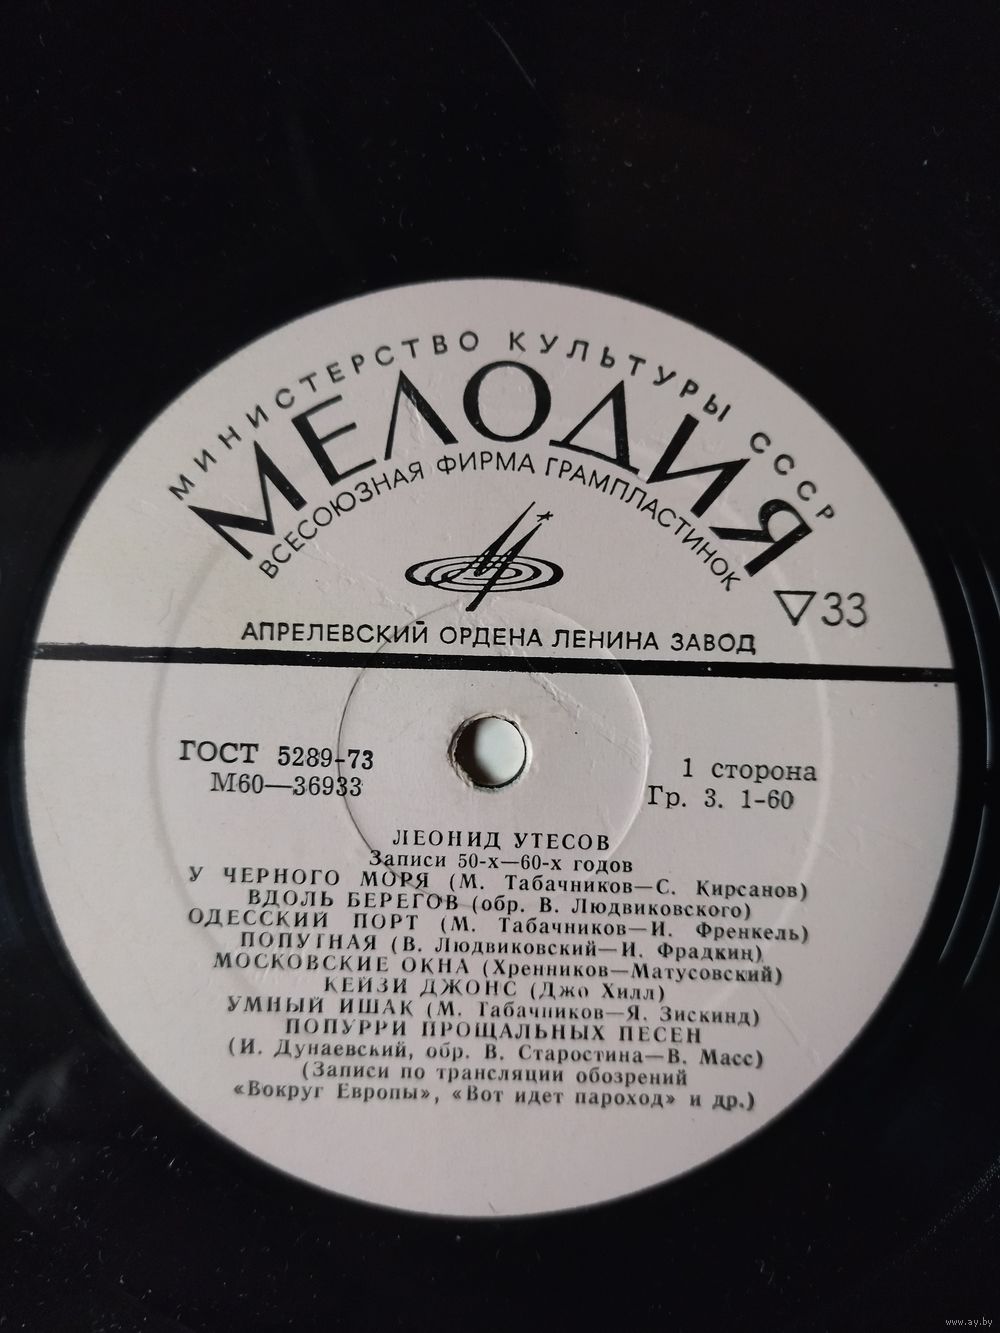 МИНИСТЕРСТВО КУЛЬТУРЫ СССР
МЕЛОДИЯ
ВСЕСОЮЗНАЯ ФИРМА ГРАМПЛАСТИНОК
▽33
АПРЕЛЕВСКИЙ ОРДЕНА ЛЕНИНА ЗАВОД
ГОСТ 5289-73
М60—36933
1 сторона
Гр. 3. 1-60
ЛЕОНИД УТЕСОВ
Записи 50-х—60-х годов
У ЧЕРНОГО МОРЯ (М. Табачников—С. Кирсанов)
ВДОЛЬ БЕРЕГОВ (обр. В. Людвиковского)
ОДЕССКИЙ ПОРТ (М. Табачников—И. Френкель)
ПОПУТНАЯ (В. Людвиковский—И. Фрадкин)
МОСКОВСКИЕ ОКНА (Хренников—Матусовский)
КЕЙЗИ ДЖОНС (Джо Хилл)
УМНЫЙ ИШАК (М. Табачников—Я. Зискинд)
ПОПУРРИ ПРОЩАЛЬНЫХ ПЕСЕН
(И. Дунаевский, обр. В. Старостина—В. Масс)
(Записи по трансляции обозрений
«Вокруг Европы», «Вот идет пароход» и др.)
www.ay.by